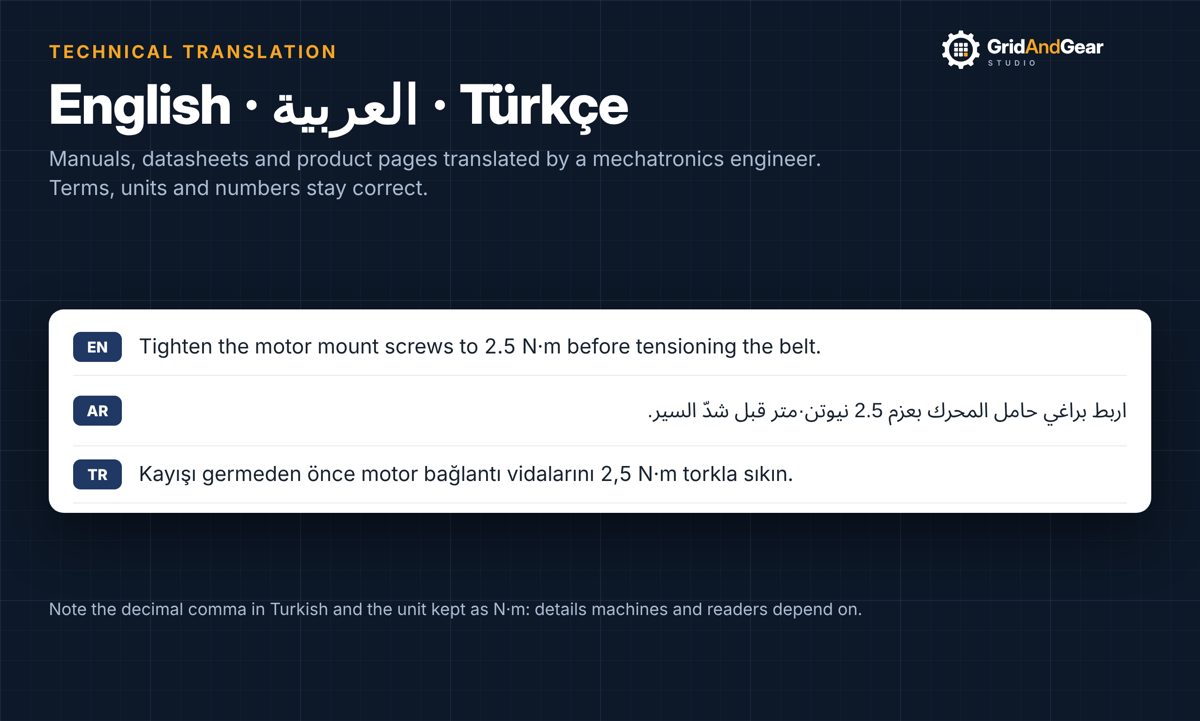 TECHNICAL TRANSLATION
GridAndGear
STUDIO
English · العربية · Türkçe
Manuals, datasheets and product pages translated by a mechatronics engineer.
Terms, units and numbers stay correct.
EN Tighten the motor mount screws to 2.5 N·m before tensioning the belt.
AR اربط براغي حامل المحرك بعزم 2.5 نيوتن·متر قبل شدّ السير.
TR Kayışı germeden önce motor bağlantı vidalarını 2,5 N·m torkla sıkın.
Note the decimal comma in Turkish and the unit kept as N·m: details machines and readers depend on.